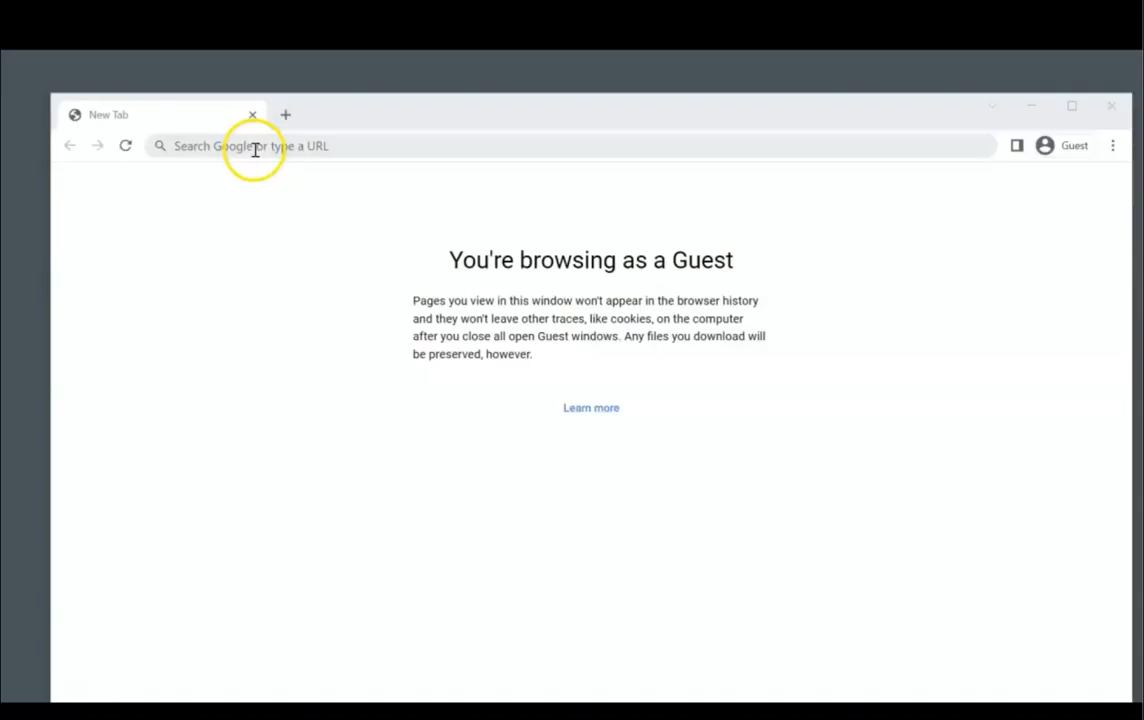 New Tab
Search Google or type a URL
Guest
You're browsing as a Guest
Pages you view in this window won't appear in the browser history
and they won't leave other traces, like cookies, on the computer
after you close all open Guest windows. Any files you download will
be preserved, however.
Learn more